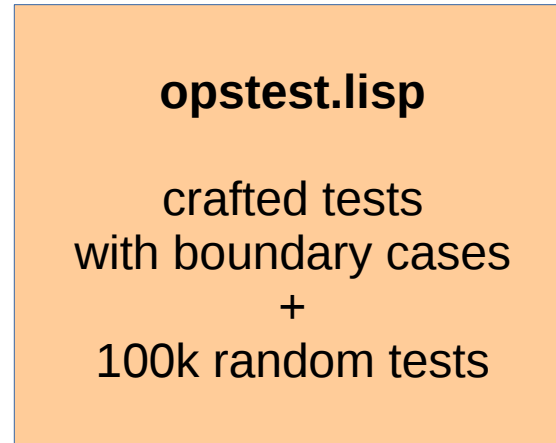 opstest.lisp
crafted tests
with boundary cases
+
100k random tests